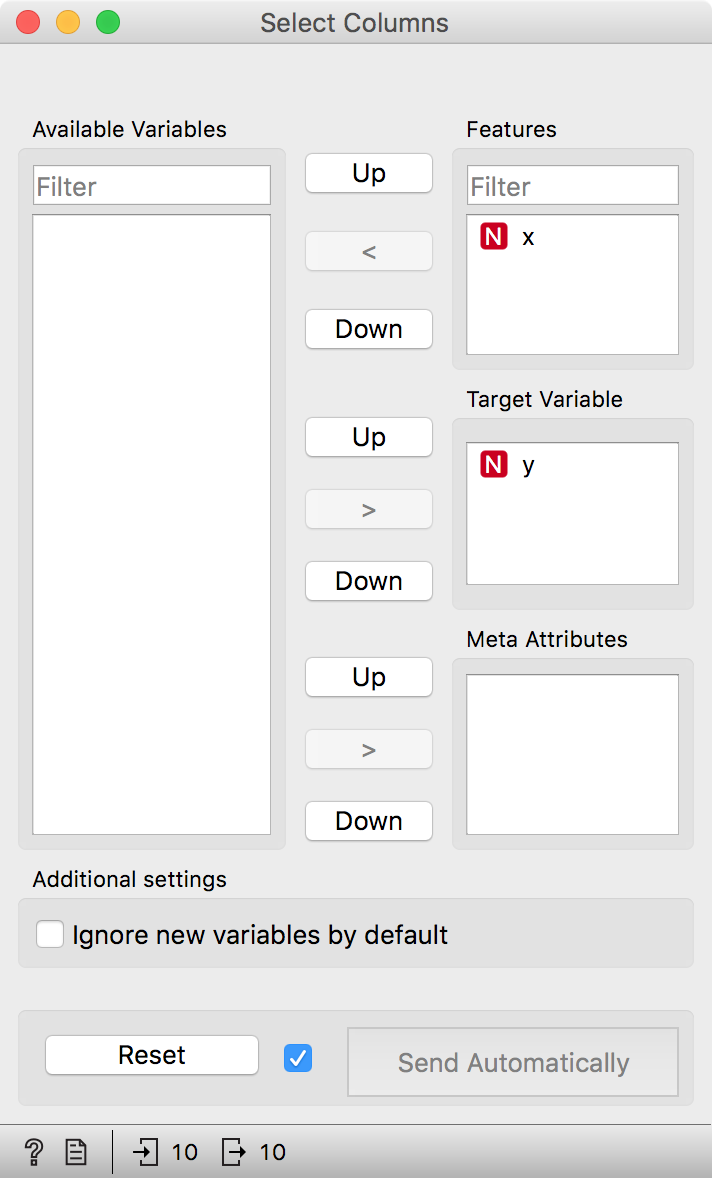 Select Columns
Available Variables
Filter
Up
<
Down
Up
>
Down
Up
>
Down
Features
Filter
N x
Target Variable
N y
Meta Attributes
Additional settings
Ignore new variables by default
Reset
Send Automatically
? 10 10